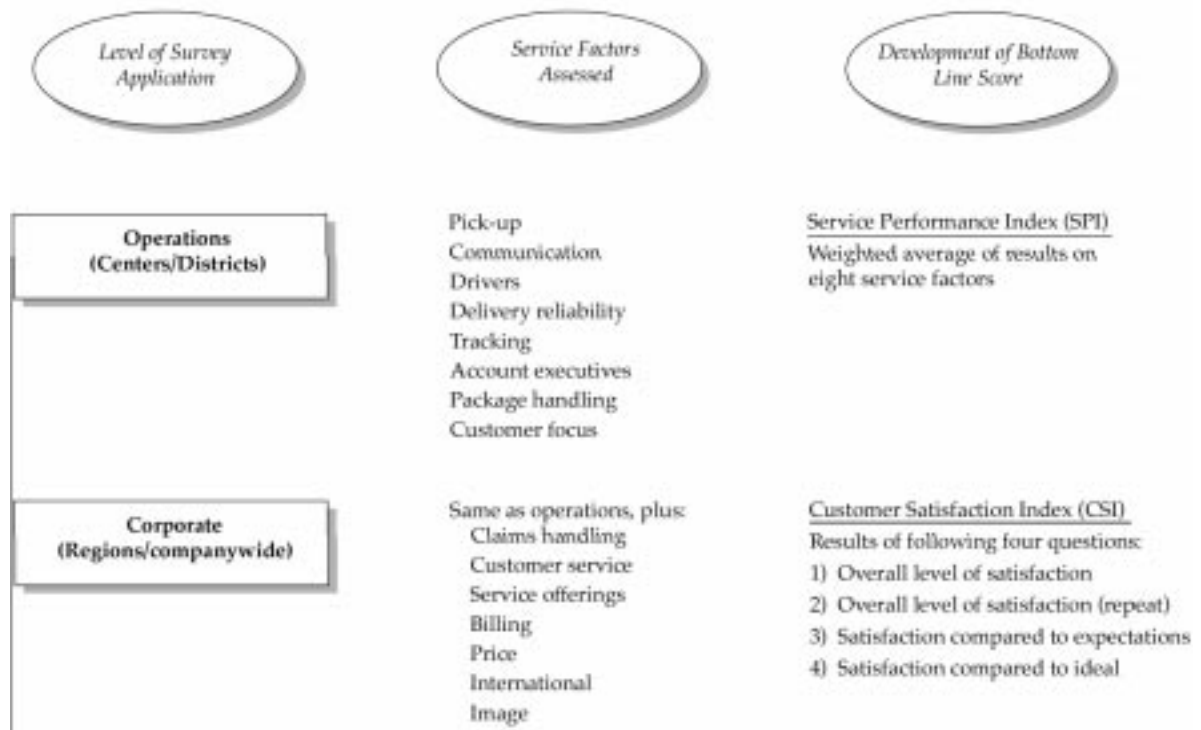 Level of Survey
Application
Service Factors
Assessed
Development of Bottom
Line Score
Operations
(Centers/Districts)
Pick-up
Communication
Drivers
Delivery reliability
Tracking
Account executives
Package handling
Customer focus
Service Performance Index (SPI)
Weighted average of results on
eight service factors
Corporate
(Regions/companywide)
Same as operations, plus:
Claims handling
Customer service
Service offerings
Billing
Price
International
Image
Customer Satisfaction Index (CSI)
Results of following four questions:
1) Overall level of satisfaction
2) Overall level of satisfaction (repeat)
3) Satisfaction compared to expectations
4) Satisfaction compared to ideal